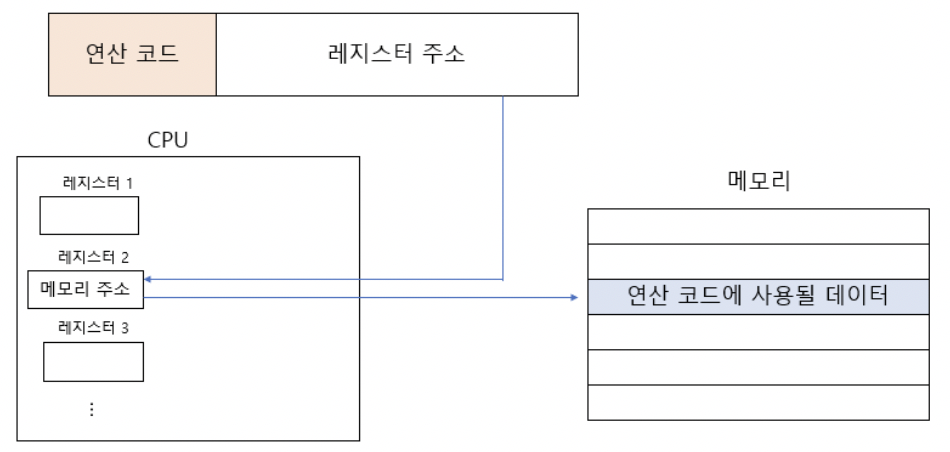 연산 코드
레지스터 주소
CPU
레지스터 1
레지스터 2
메모리 주소
레지스터 3
⋮
메모리
연산 코드에 사용될 데이터